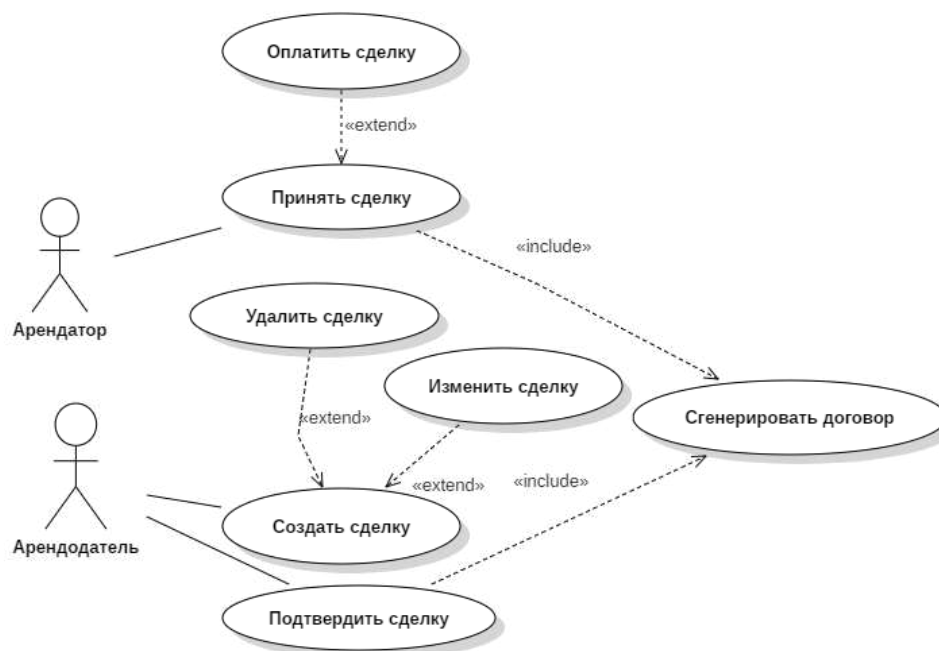 Оплатить сделку
«extend»
Принять сделку
«include»
Арендатор
Удалить сделку
Изменить сделку
Сгенерировать договор
«extend»
«extend»
«include»
Создать сделку
Арендодатель
Подтвердить сделку